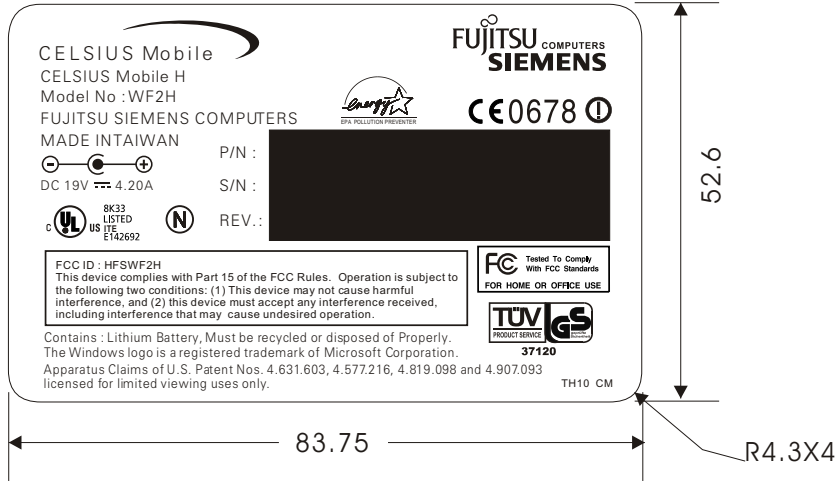 CELSIUS Mobile
CELSIUS Mobile H
Model No : WF2H
FUJITSU SIEMENS COMPUTERS
MADE INTAIWAN
DC 19V 4.20A
FUJITSU COMPUTERS
SIEMENS
energy
EPA POLLUTION PREVENTER
CE0678
P/N :
S/N :
REV. :
C UL US
8K33
LISTED
ITE
E142692
N
FCC ID : HFSWF2H
This device complies with Part 15 of the FCC Rules. Operation is subject to
the following two conditions: (1) This device may not cause harmful
interference, and (2) this device must accept any interference received,
including interference that may cause undesired operation.
FC Tested To Comply
With FCC Standards
FOR HOME OR OFFICE USE
TÜV
PRODUCT SERVICE
GS
37120
Contains : Lithium Battery, Must be recycled or disposed of Properly.
The Windows logo is a registered trademark of Microsoft Corporation.
Apparatus Claims of U.S. Patent Nos. 4.631.603, 4.577.216, 4.819.098 and 4.907.093
licensed for limited viewing uses only.
TH10 CM
52.6
83.75
R4.3X4